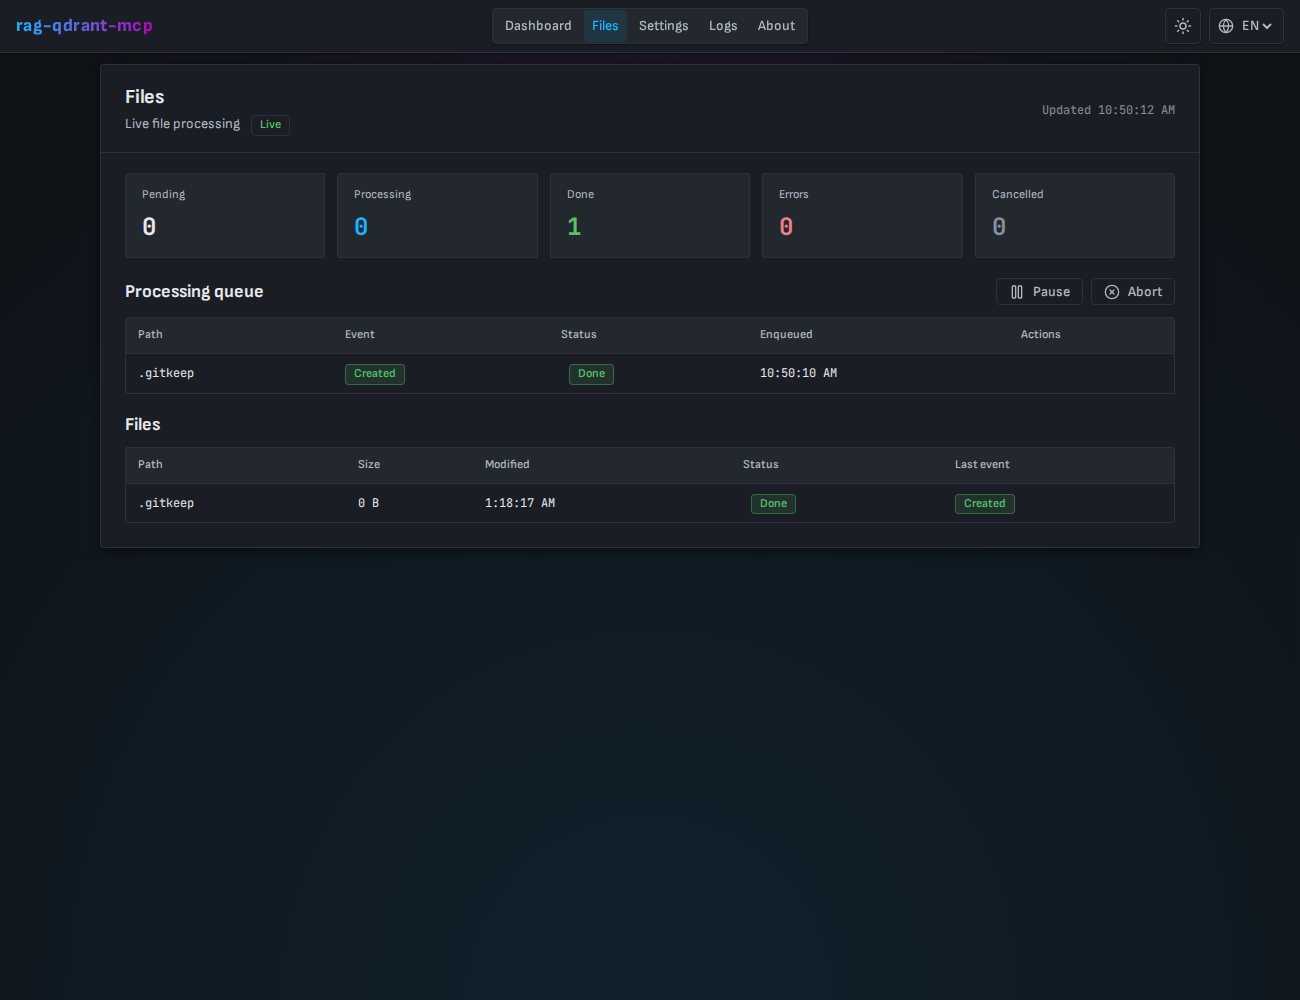 rag-qdrant-mcp Dashboard Files Settings Logs About EN
Files
Live file processing Live
Updated 10:50:12 AM
Pending Processing Done Errors Cancelled
0 0 1 0 0
Processing queue Pause Abort
Path Event Status Enqueued Actions
.gitkeep Created Done 10:50:10 AM
Files
Path Size Modified Status Last event
.gitkeep 0 B 1:18:17 AM Done Created